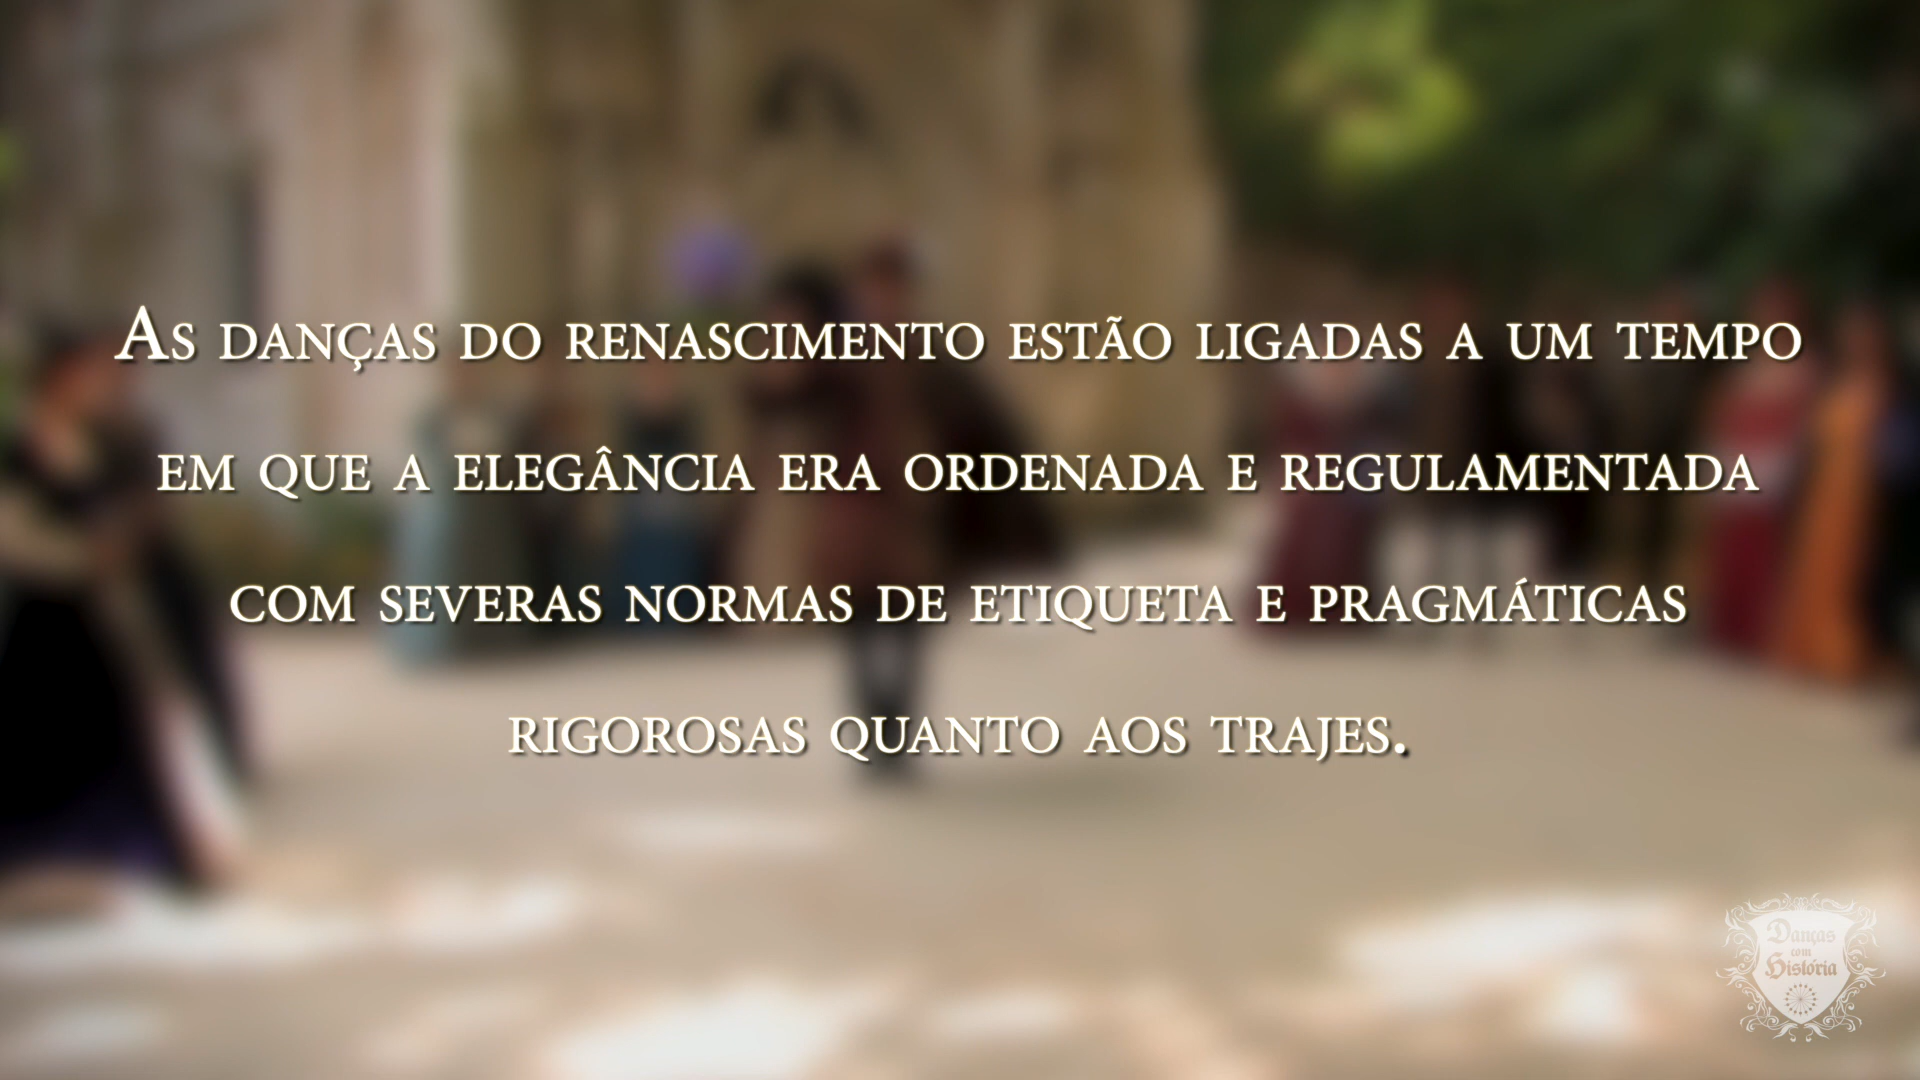 As danças do renascimento estão ligadas a um tempo
em que a elegância era ordenada e regulamentada
com severas normas de etiqueta e pragmáticas
rigorosas quanto aos trajes.
Danças
com
História